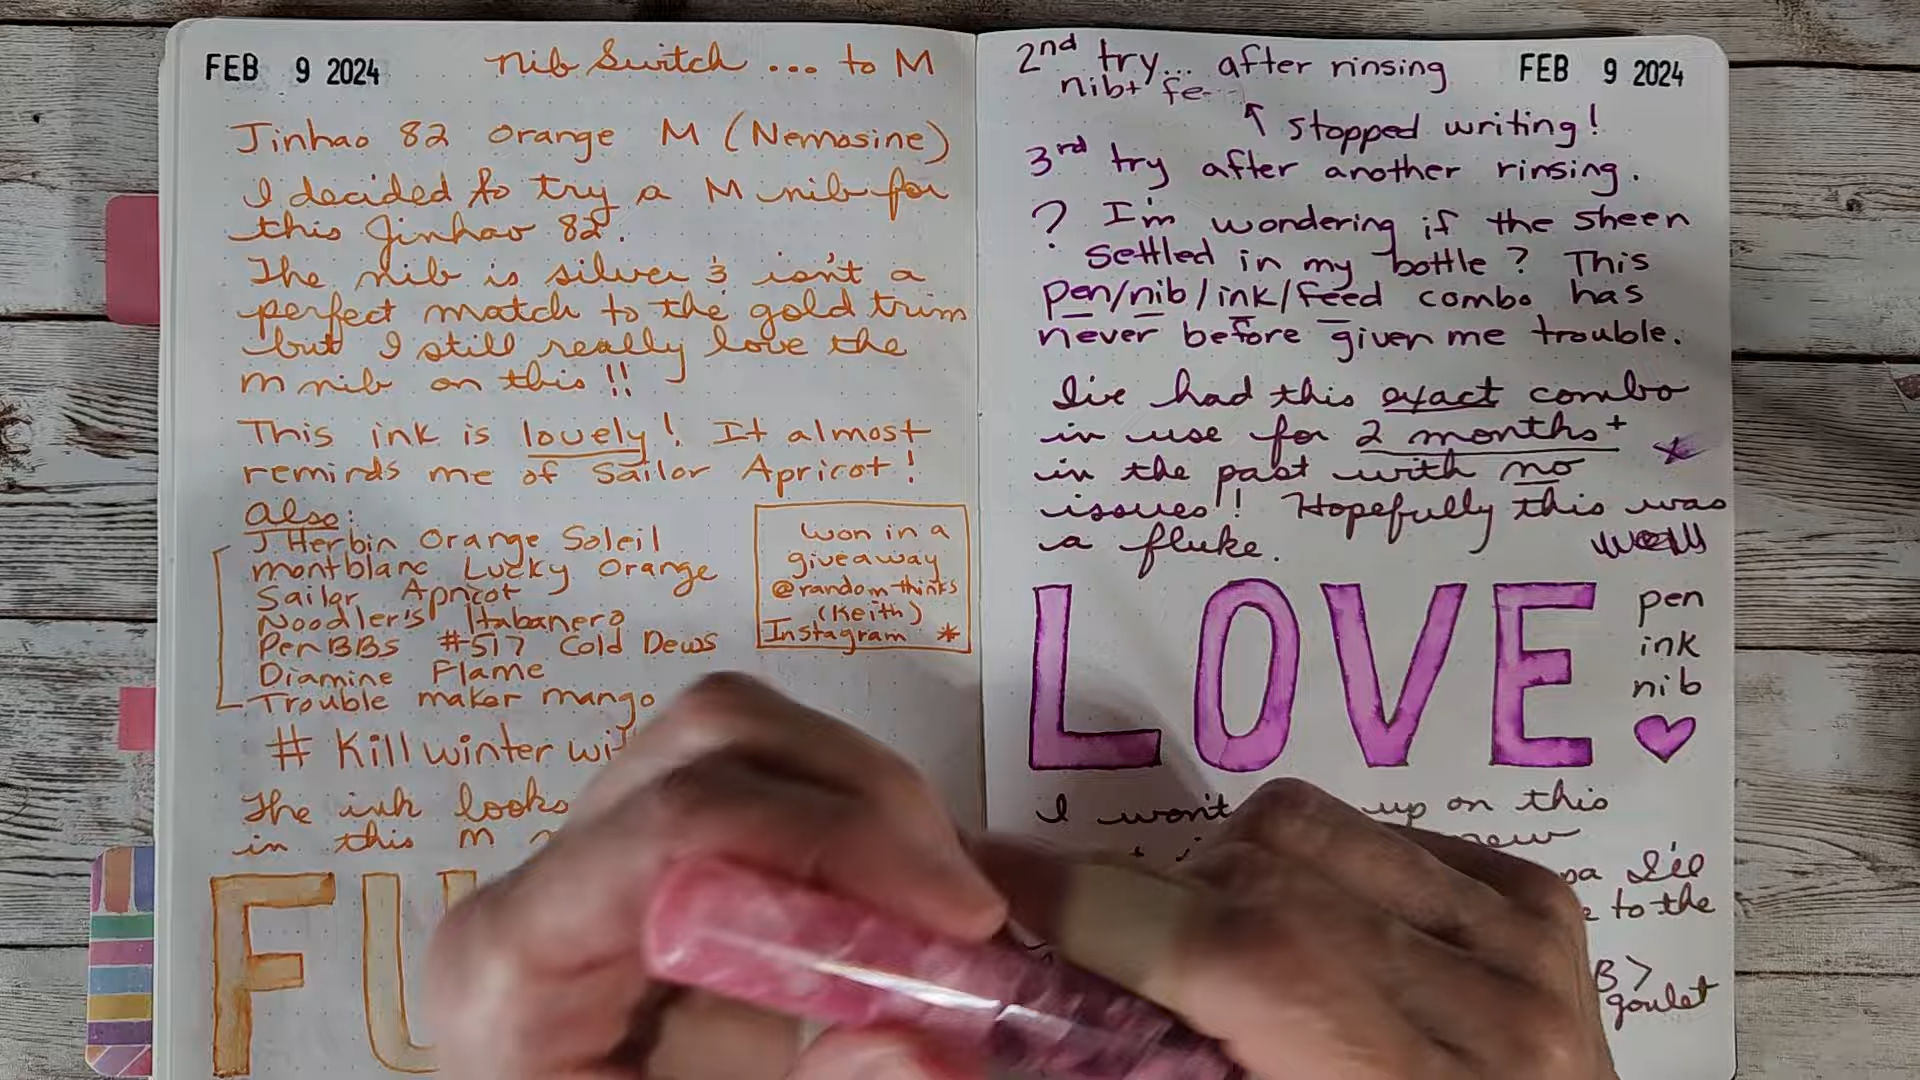 FEB 9 2024
Nib Switch ... to M
Jinhao 82 Orange M (Nemosine)
I decided to try a M nib for
this Jinhao 82.
The nib is silver & isn't a
perfect match to the gold trim
but I still really love the
m nib on this !!
This ink is lovely! It almost
reminds me of Sailor Apricot!
Also:
J Herbin Orange Soleil
montblanc Lucky Orange
Sailor Apricot
Noodler's Habanero
PenBBs #517 Cold Dews
Diamine Flame
Trouble maker mango
won in a
giveaway
@random-thinks
(Keith)
Instagram *
# Kill winter
The ink looks
in this M
FU
2nd try... after rinsing
FEB 9 2024
nib+ fe--
↖ stopped writing!
3rd try after another rinsing.
? I'm wondering if the sheen
settled in my bottle? This
pen/nib/ink/feed combo has
never before given me trouble.
I've had this exact combo
in use for 2 months+
in the past with no
issues!! Hopefully this was
a fluke.
LOVE
pen
ink
nib
I won't up on this
I'll
to the
B >
goulet